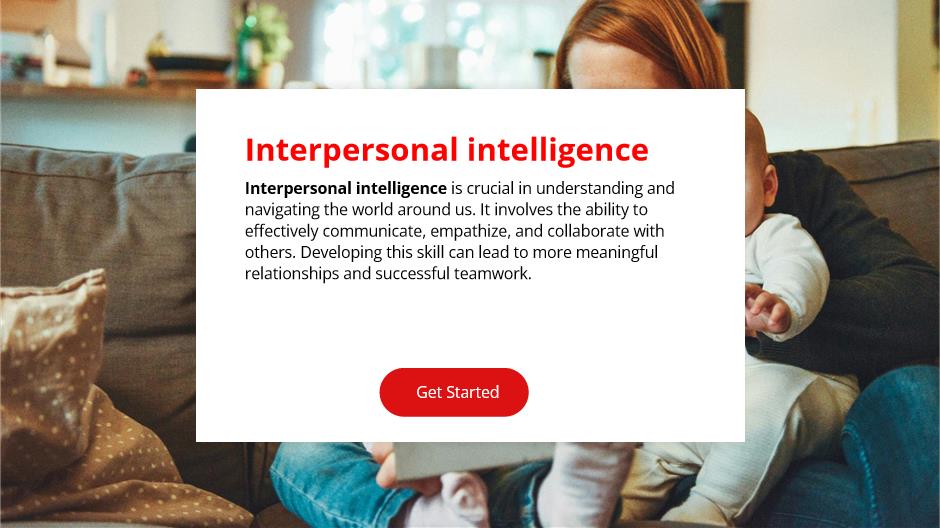 Interpersonal intelligence
Interpersonal intelligence is crucial in understanding and
navigating the world around us. It involves the ability to
effectively communicate, empathize, and collaborate with
others. Developing this skill can lead to more meaningful
relationships and successful teamwork.
Get Started